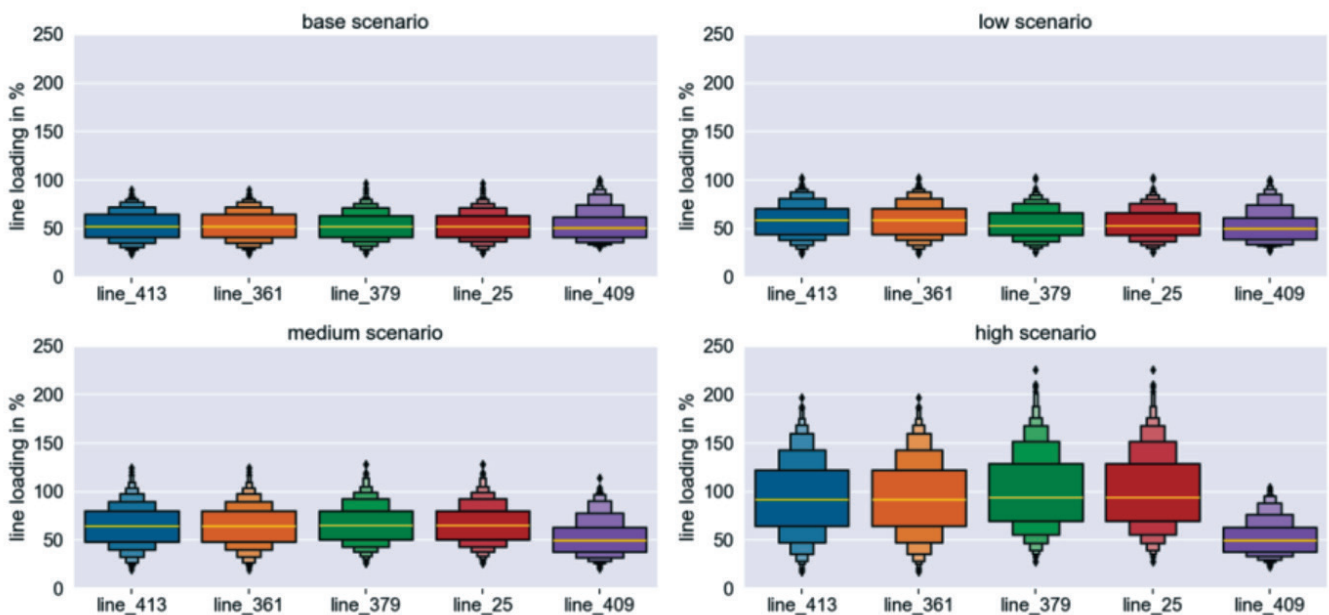 base scenario
low scenario
line loading in %
250
200
150
100
50
0
line_413 line_361 line_379 line_25 line_409
line loading in %
250
200
150
100
50
0
line_413 line_361 line_379 line_25 line_409
medium scenario
high scenario
line loading in %
250
200
150
100
50
0
line_413 line_361 line_379 line_25 line_409
line loading in %
250
200
150
100
50
0
line_413 line_361 line_379 line_25 line_409